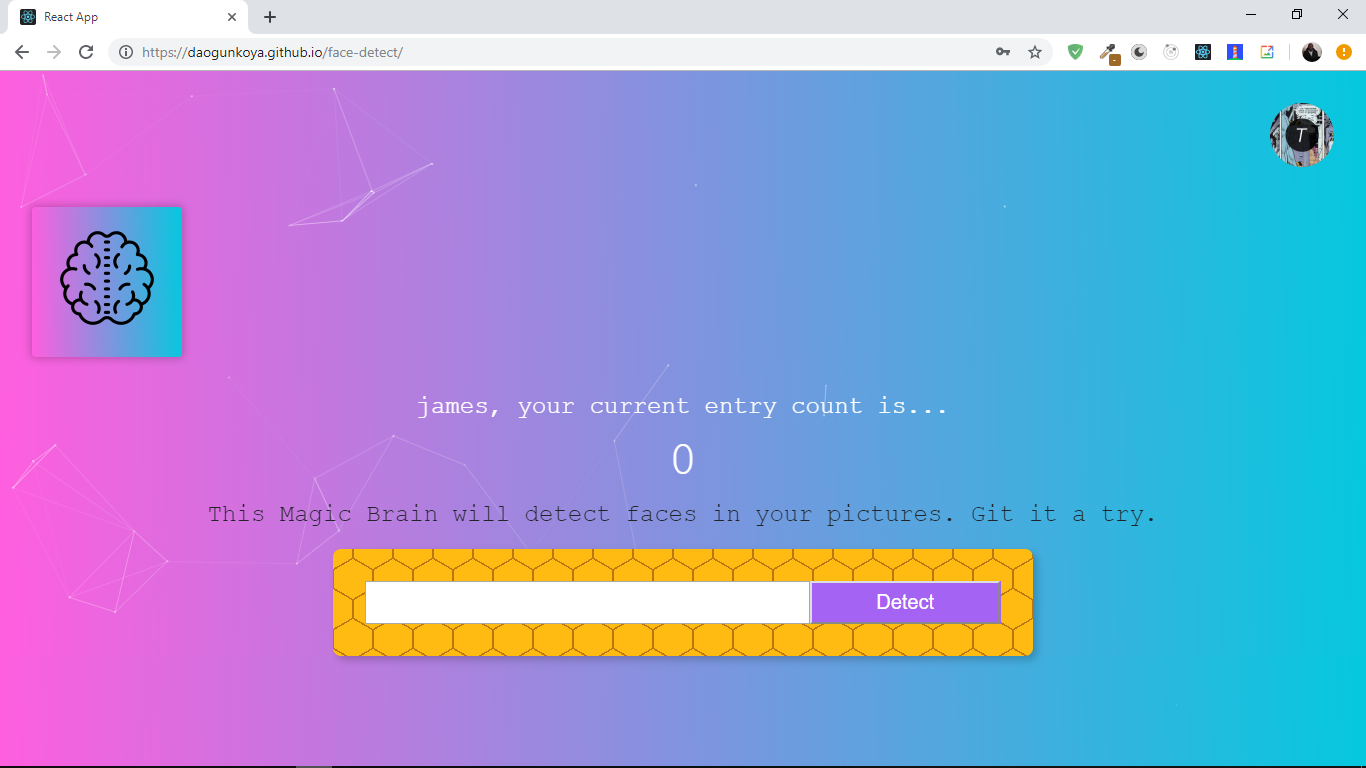 React App
https://daogunkoya.github.io/face-detect/
T
james, your current entry count is...
0
This Magic Brain will detect faces in your pictures. Git it a try.
Detect